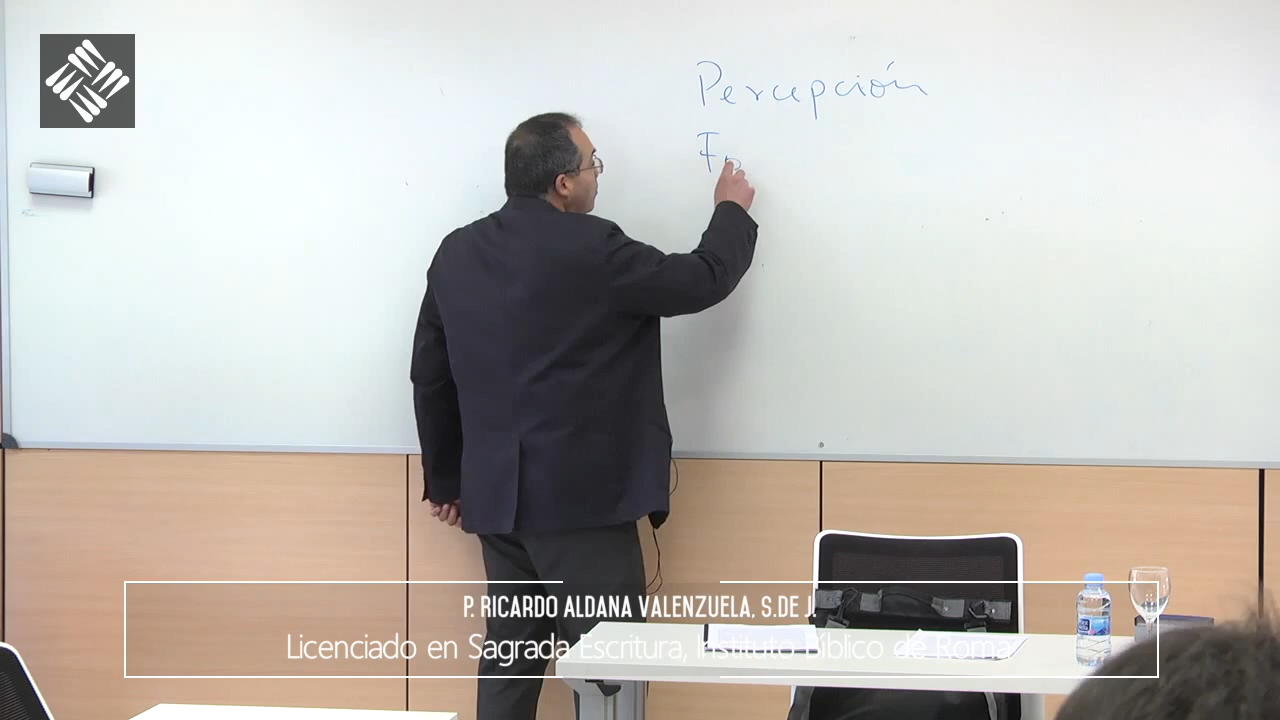 Percepción
P. RICARDO ALDANA VALENZUELA, S.DE J.
Licenciado en Sagrada Escritura, Instituto Bíblico de Roma